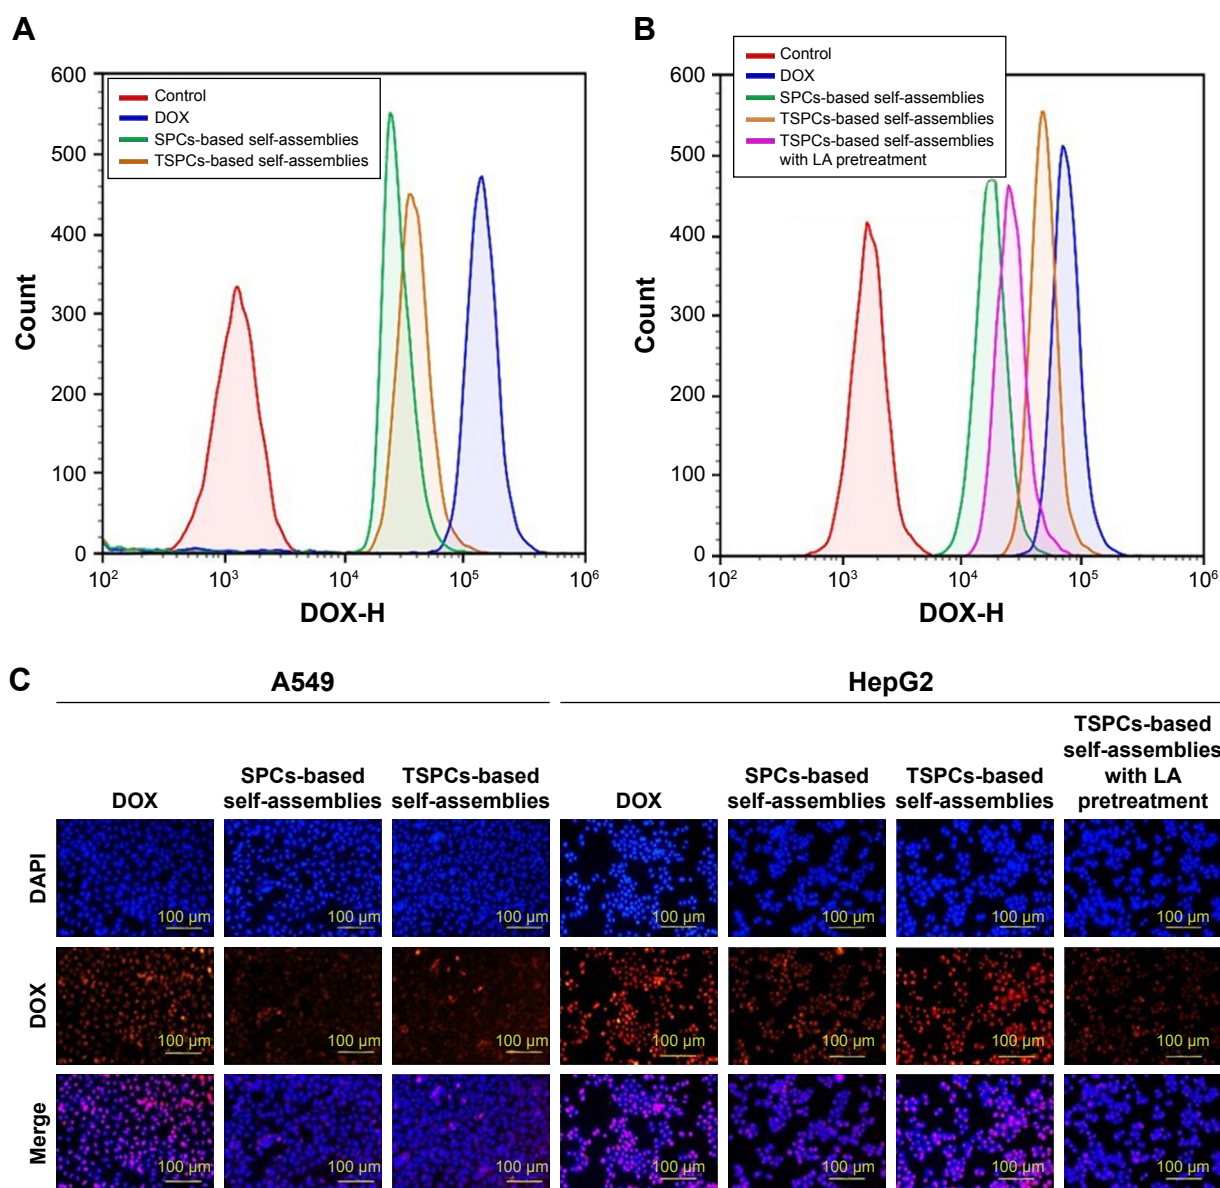 A
600
500
400
300
200
100
0
Count
Control
DOX
SPCs-based self-assemblies
TSPCs-based self-assemblies
10²
10³
10⁴
10⁵
10⁶
DOX-H
B
600
500
400
300
200
100
0
Count
Control
DOX
SPCs-based self-assemblies
TSPCs-based self-assemblies
TSPCs-based self-assemblies
with LA pretreatment
10²
10³
10⁴
10⁵
10⁶
DOX-H
C
A549
HepG2
DOX
SPCs-based
self-assemblies
TSPCs-based
self-assemblies
DOX
SPCs-based
self-assemblies
TSPCs-based
self-assemblies
TSPCs-based
self-assemblies
with LA
pretreatment
DAPI
100 µm
100 µm
100 µm
100 µm
100 µm
100 µm
100 µm
DOX
100 µm
100 µm
100 µm
100 µm
100 µm
100 µm
100 µm
Merge
100 µm
100 µm
100 µm
100 µm
100 µm
100 µm
100 µm